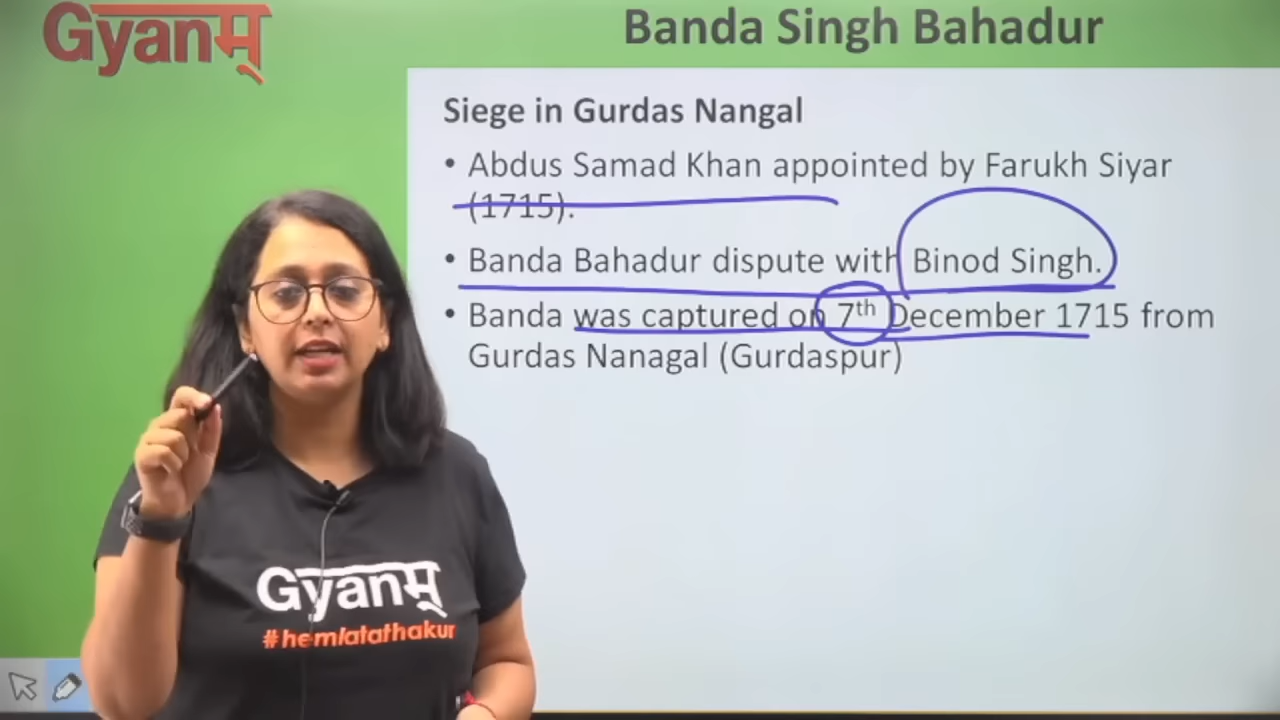 Gyanम्
Banda Singh Bahadur
Siege in Gurdas Nangal
• Abdus Samad Khan appointed by Farukh Siyar
(1715).
• Banda Bahadur dispute with Binod Singh.
• Banda was captured on 7th December 1715 from
Gurdas Nanagal (Gurdaspur)
Gyanम्
#hemlatathakur